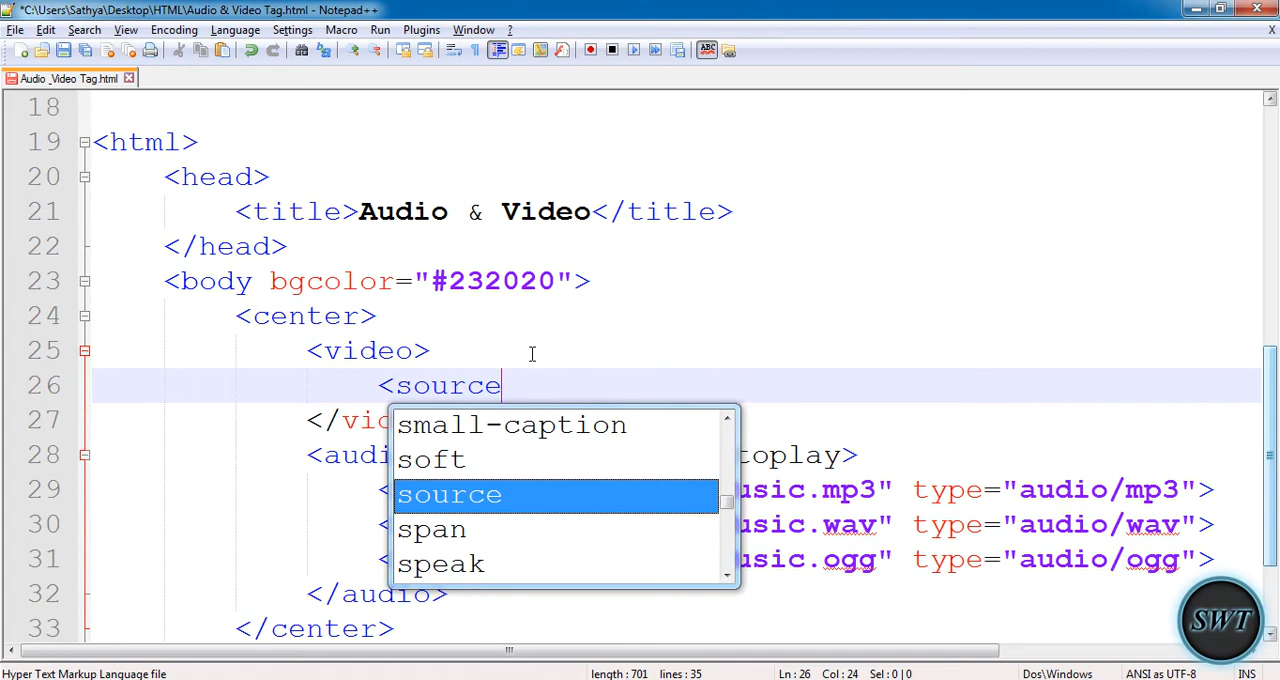 *C:\Users\Sathya\Desktop\HTML\Audio & Video Tag.html - Notepad++
File Edit Search View Encoding Language Settings Macro Run Plugins Window ? X
ABC
Audio _Video Tag.html
18
19 <html>
20 <head>
21 <title>Audio & Video</title>
22 </head>
23 <body bgcolor="#232020">
24 <center>
25 <video>
26 <source
27 </vid
small-caption
soft
source
span
speak
28 <audi toplay>
29 < usic.mp3" type="audio/mp3">
30 < usic.wav" type="audio/wav">
31 < usic.ogg" type="audio/ogg">
32 </audio>
33 </center>
SWT
Hyper Text Markup Language file length : 701 lines : 35 Ln : 26 Col : 24 Sel : 0 | 0 Dos\Windows ANSI as UTF-8 INS